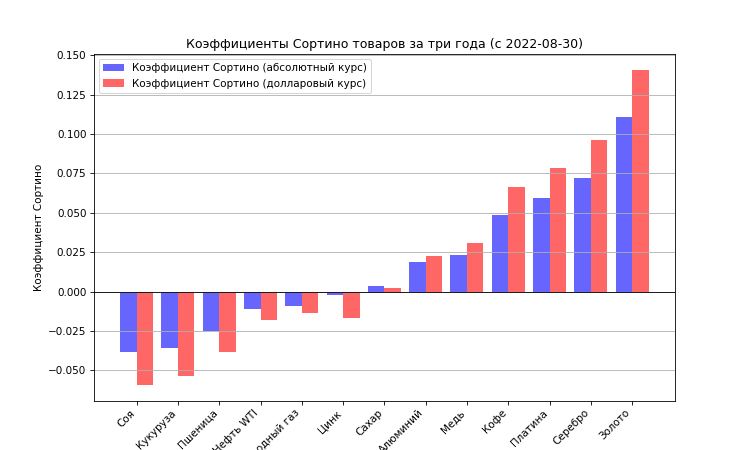 Коэффициенты Сортино товаров за три года (с 2022-08-30)
Коэффициент Сортино (абсолютный курс)
Коэффициент Сортино (долларовый курс)
Коэффициент Сортино
0.150
0.125
0.100
0.075
0.050
0.025
0.000
−0.025
−0.050
Соя
Кукуруза
Пшеница
Нефть WTI
одный газ
Цинк
Сахар
Алюминий
Медь
Кофе
Платина
Серебро
Золото